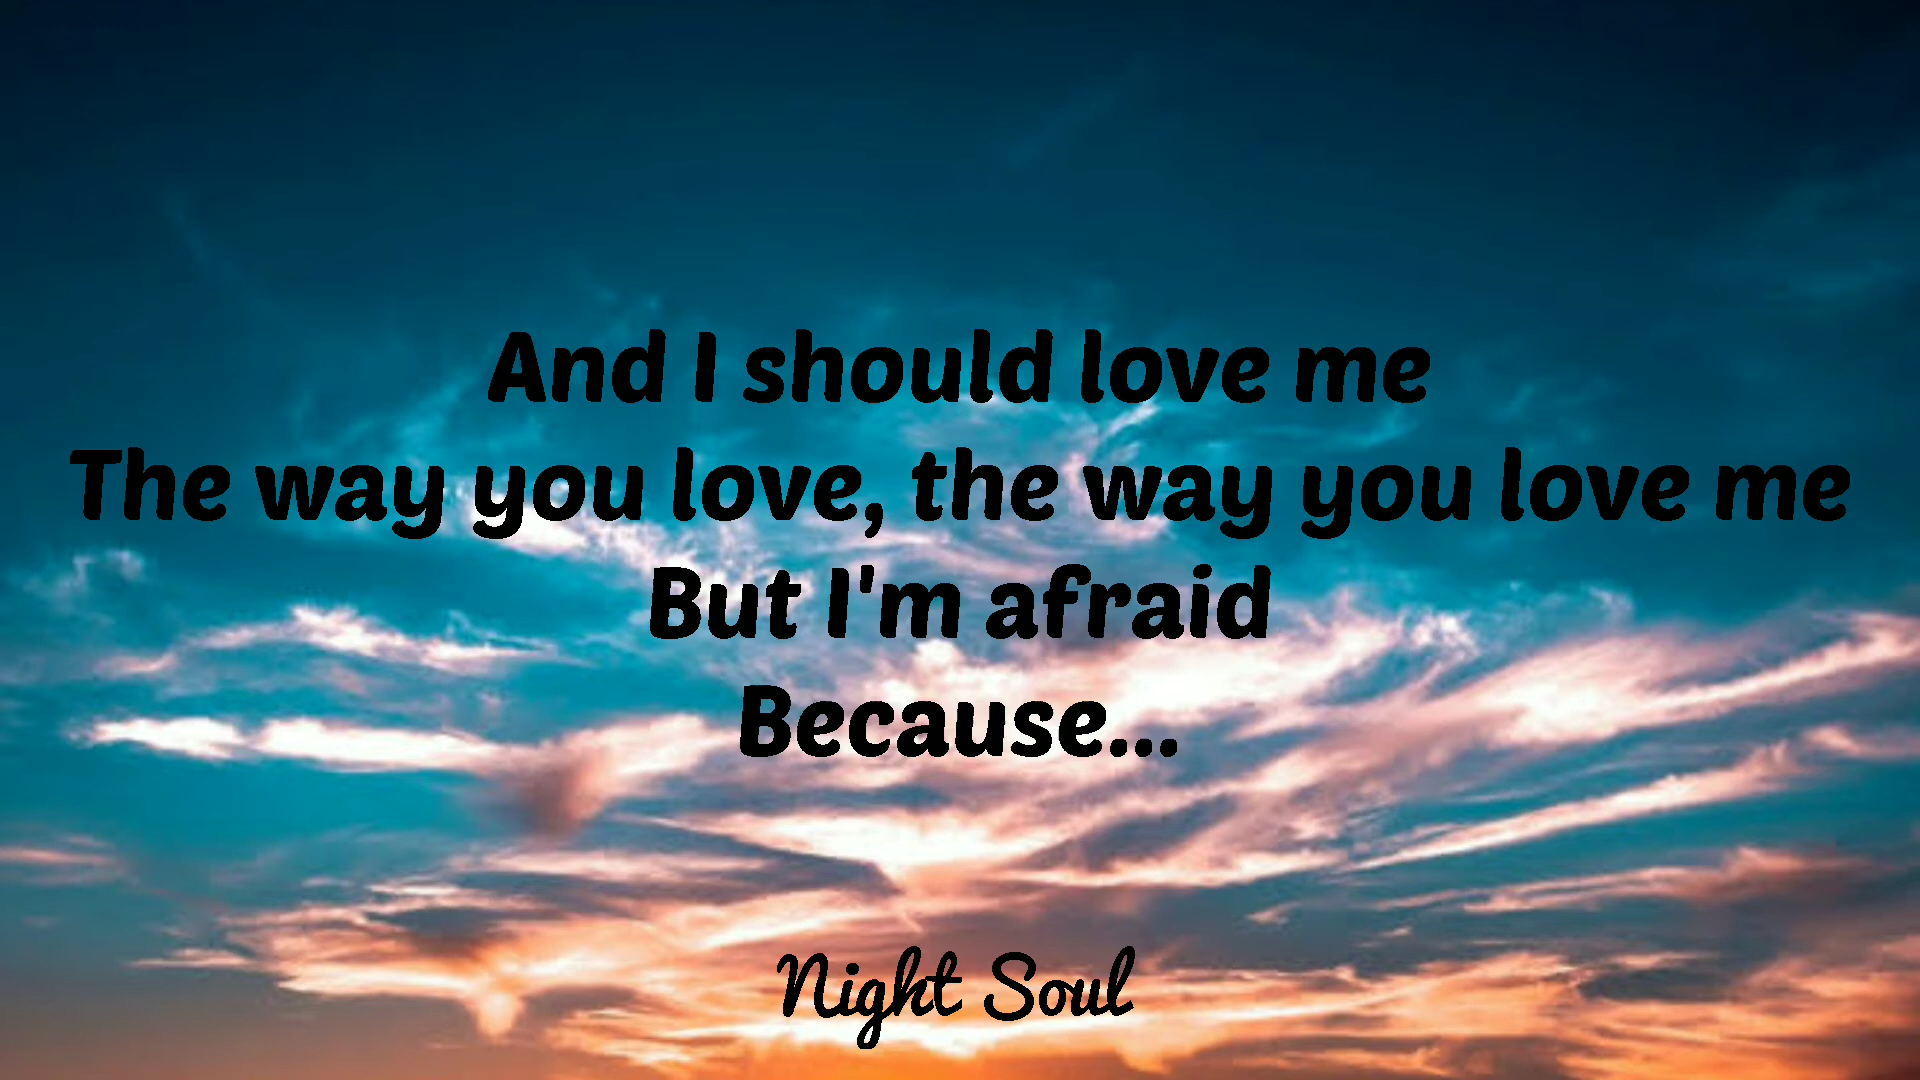 And I should love me
The way you love, the way you love me
But I'm afraid
Because...
Night Soul